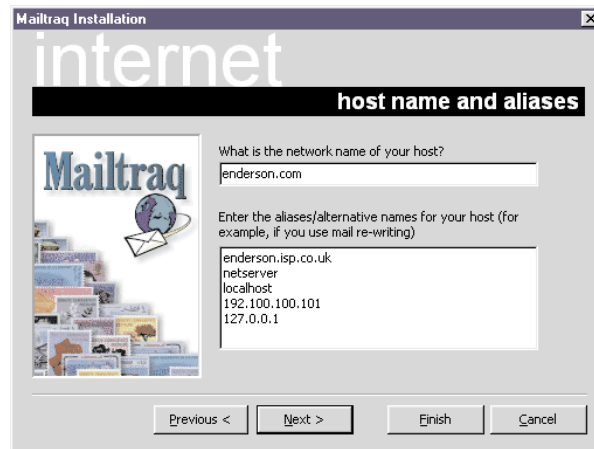 Mailtraq Installation
internet
host name and aliases
Mailtraq
What is the network name of your host?
enderson.com
Enter the aliases/alternative names for your host (for
example, if you use mail re-writing)
enderson.isp.co.uk
netserver
localhost
192.100.100.101
127.0.0.1
Previous <
Next >
Finish
Cancel